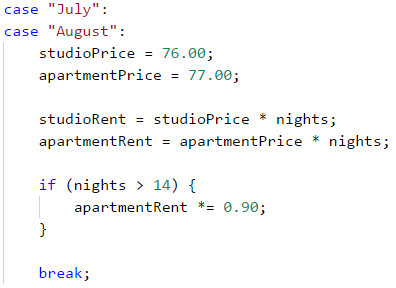 case "July":
case "August":
    studioPrice = 76.00;
    apartmentPrice = 77.00;

    studioRent = studioPrice * nights;
    apartmentRent = apartmentPrice * nights;

    if (nights > 14) {
        apartmentRent *= 0.90;
    }

    break;